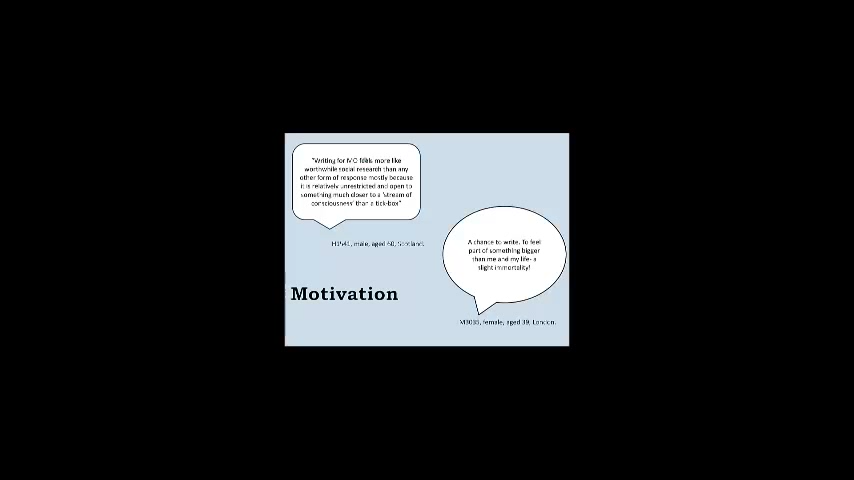 "Writing for MO feels more like
worthwhile social research than any
other form of response mostly because
it is relatively unrestricted and open to
something much closer to a 'stream of
consciousness' than a tick-box"
H1541, male, aged 60, Scotland.
A chance to write. To feel
part of something bigger
than me and my life- a
slight immortality!
Motivation
M3035, female, aged 39, London.